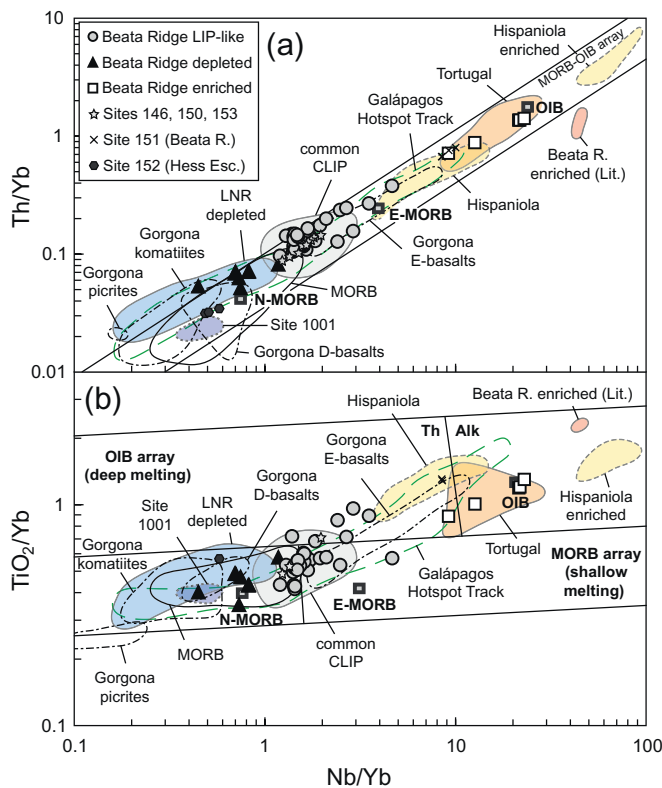 (a)
Beata Ridge LIP-like
Beata Ridge depleted
Beata Ridge enriched
Sites 146, 150, 153
Site 151 (Beata R.)
Site 152 (Hess Esc.)
Hispaniola
enriched
MORB-OIB array
Tortugal
Galápagos
Hotspot Track
OIB
common
CLIP
Beata R.
enriched (Lit.)
LNR
depleted
E-MORB
Hispaniola
Gorgona
komatiites
Gorgona
E-basalts
Gorgona
picrites
N-MORB
MORB
Site 1001
Gorgona D-basalts
Th/Yb
10
1
0.1
0.01
(b)
Beata R. enriched (Lit.)
Hispaniola
Th
Alk
OIB array
(deep melting)
Gorgona
E-basalts
Gorgona
D-basalts
Site
1001
LNR
depleted
Hispaniola
enriched
OIB
Gorgona
komatiites
Tortugal
MORB array
(shallow
melting)
Galápagos
Hotspot Track
E-MORB
N-MORB
MORB
common
CLIP
Gorgona
picrites
TiO2/Yb
1
0.1
0.1
1
10
100
Nb/Yb